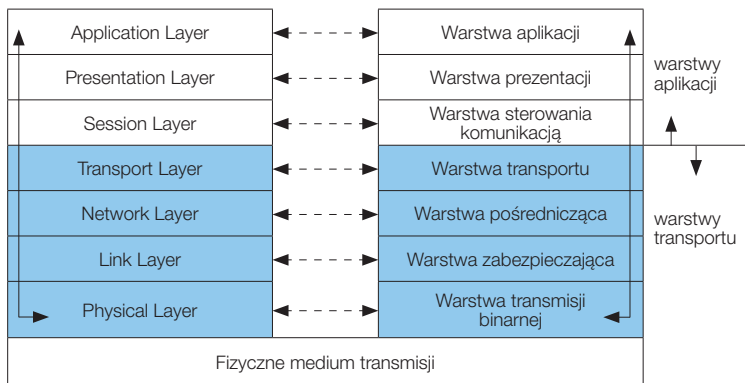 Application Layer
Warstwa aplikacji
Presentation Layer
Warstwa prezentacji
warstwy
aplikacji
Session Layer
Warstwa sterowania
komunikacją
Transport Layer
Warstwa transportu
Network Layer
Warstwa pośrednicząca
warstwy
transportu
Link Layer
Warstwa zabezpieczająca
Physical Layer
Warstwa transmisji
binarnej
Fizyczne medium transmisji